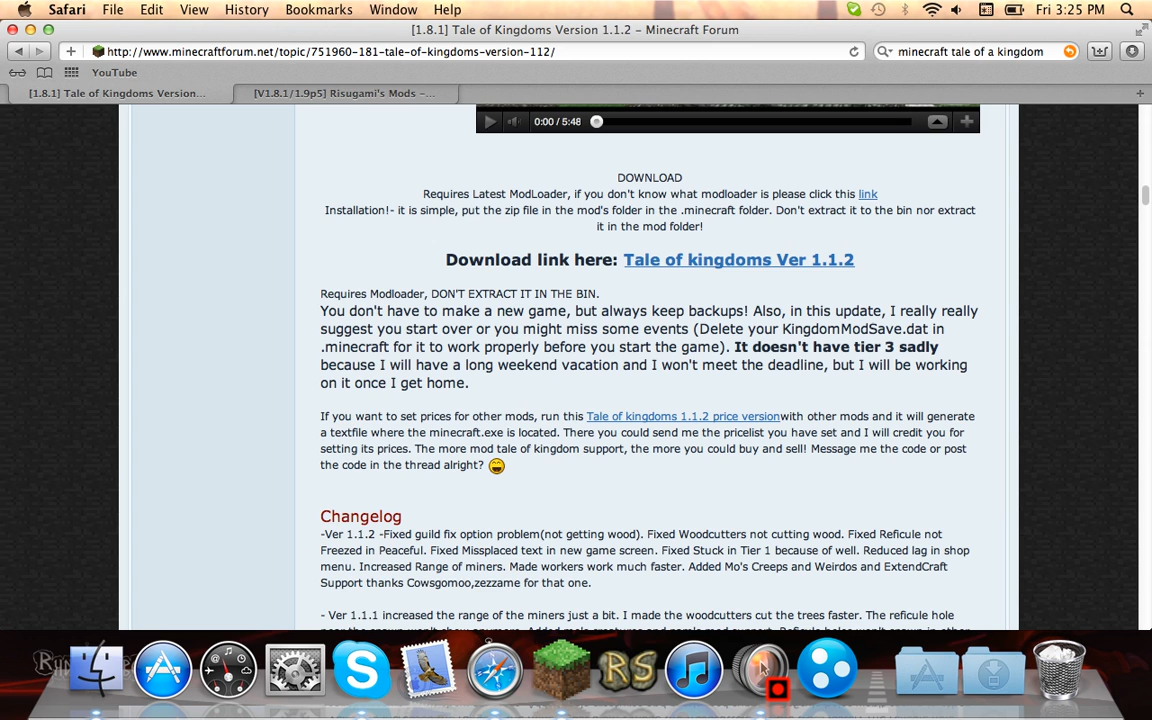 Safari File Edit View History Bookmarks Window Help Fri 3:25 PM
[1.8.1] Tale of Kingdoms Version 1.1.2 – Minecraft Forum
http://www.minecraftforum.net/topic/751960-181-tale-of-kingdoms-version-112/ minecraft tale of a kingdom
YouTube
[1.8.1] Tale of Kingdoms Version... [V1.8.1/1.9p5] Risugami's Mods –...
0:00 / 5:48
DOWNLOAD
Requires Latest ModLoader, if you don't know what modloader is please click this link
Installation!- it is simple, put the zip file in the mod's folder in the .minecraft folder. Don't extract it to the bin nor extract
it in the mod folder!
Download link here: Tale of kingdoms Ver 1.1.2
Requires Modloader, DON'T EXTRACT IT IN THE BIN.
You don't have to make a new game, but always keep backups! Also, in this update, I really really
suggest you start over or you might miss some events (Delete your KingdomModSave.dat in
.minecraft for it to work properly before you start the game). It doesn't have tier 3 sadly
because I will have a long weekend vacation and I won't meet the deadline, but I will be working
on it once I get home.
If you want to set prices for other mods, run this Tale of kingdoms 1.1.2 price versionwith other mods and it will generate
a textfile where the minecraft.exe is located. There you could send me the pricelist you have set and I will credit you for
setting its prices. The more mod tale of kingdom support, the more you could buy and sell! Message me the code or post
the code in the thread alright?
Changelog
-Ver 1.1.2 -Fixed guild fix option problem(not getting wood). Fixed Woodcutters not cutting wood. Fixed Reficule not
Freezed in Peaceful. Fixed Missplaced text in new game screen. Fixed Stuck in Tier 1 because of well. Reduced lag in shop
menu. Increased Range of miners. Made workers work much faster. Added Mo's Creeps and Weirdos and ExtendCraft
Support thanks Cowsgomoo,zezzame for that one.
- Ver 1.1.1 increased the range of the miners just a bit. I made the woodcutters cut the trees faster. The reficule hole
RS